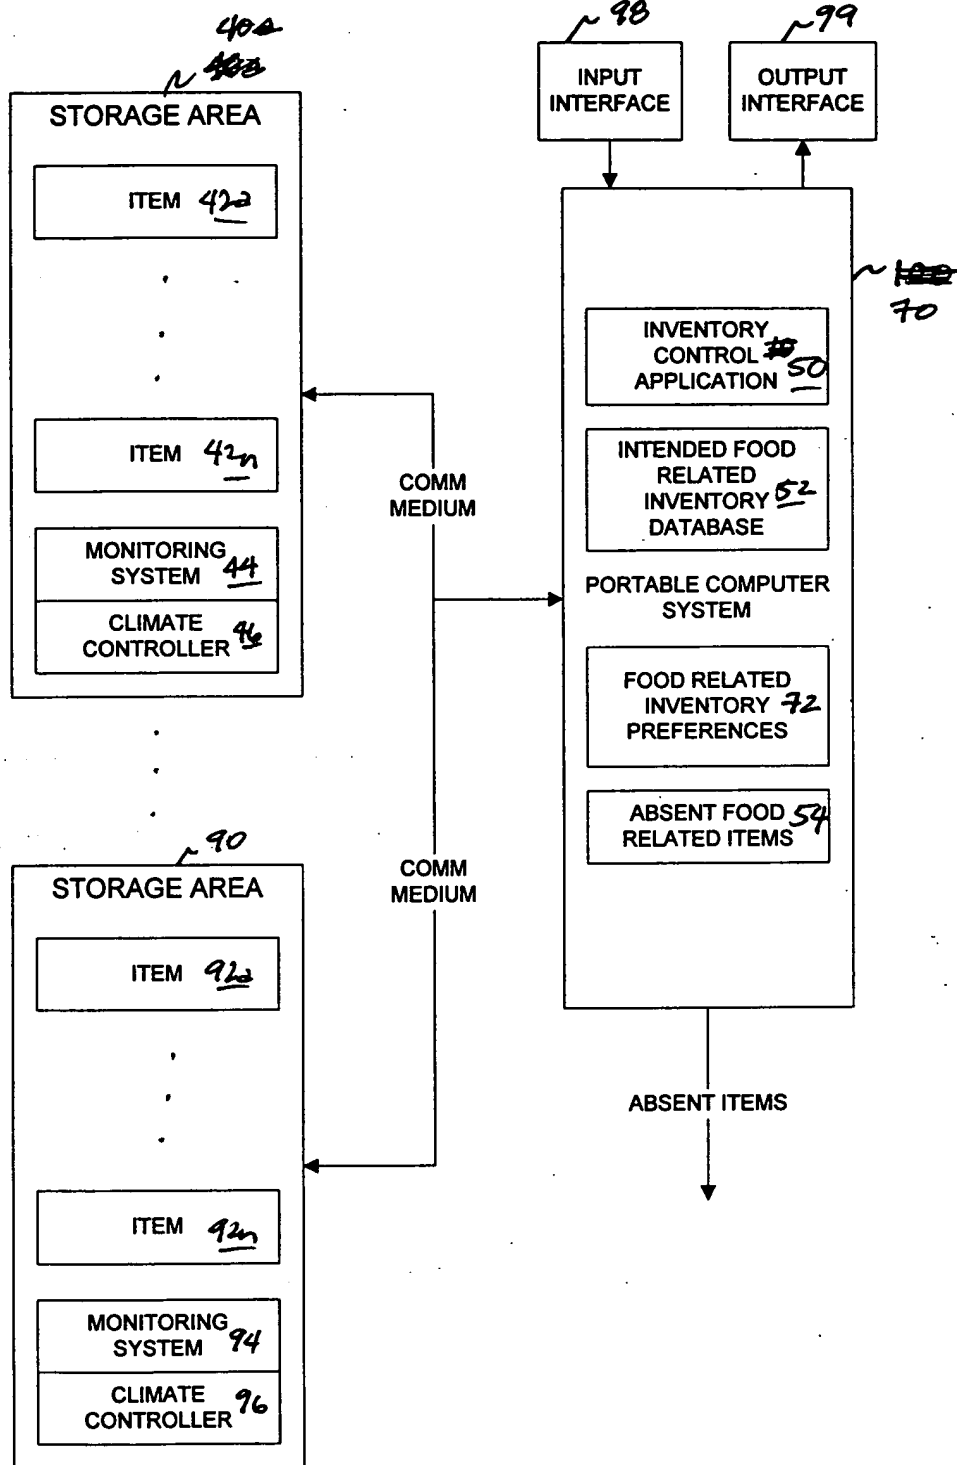 40a
STORAGE AREA
ITEM 42a
ITEM 42n
MONITORING
SYSTEM 44
CLIMATE
CONTROLLER 46
90
STORAGE AREA
ITEM 92a
ITEM 92n
MONITORING
SYSTEM 94
CLIMATE
CONTROLLER 96
COMM
MEDIUM
COMM
MEDIUM
98
INPUT
INTERFACE
99
OUTPUT
INTERFACE
100
70
INVENTORY
CONTROL 10
APPLICATION 50
INTENDED FOOD
RELATED
INVENTORY 52
DATABASE
PORTABLE COMPUTER
SYSTEM
FOOD RELATED
INVENTORY 72
PREFERENCES
ABSENT FOOD 54
RELATED ITEMS
ABSENT ITEMS